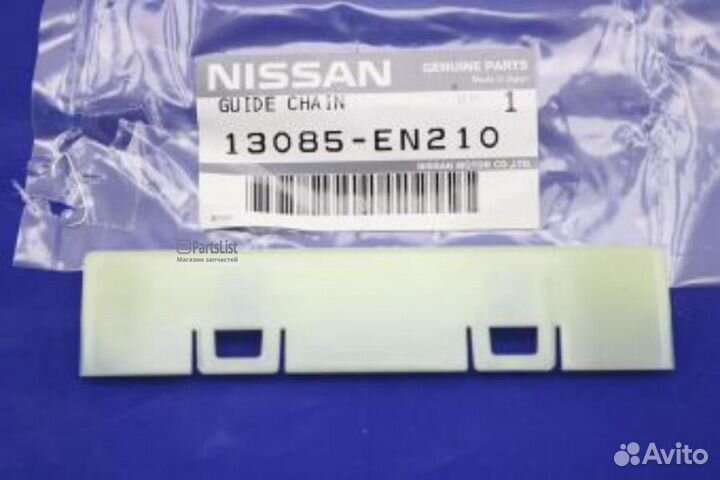 NISSAN
GENUINE PARTS
Made in Japan
GUIDE CHAIN
1
13085-EN210
NISSAN MOTOR CO.,LTD.
PartsList
Магазин запчастей
Avito